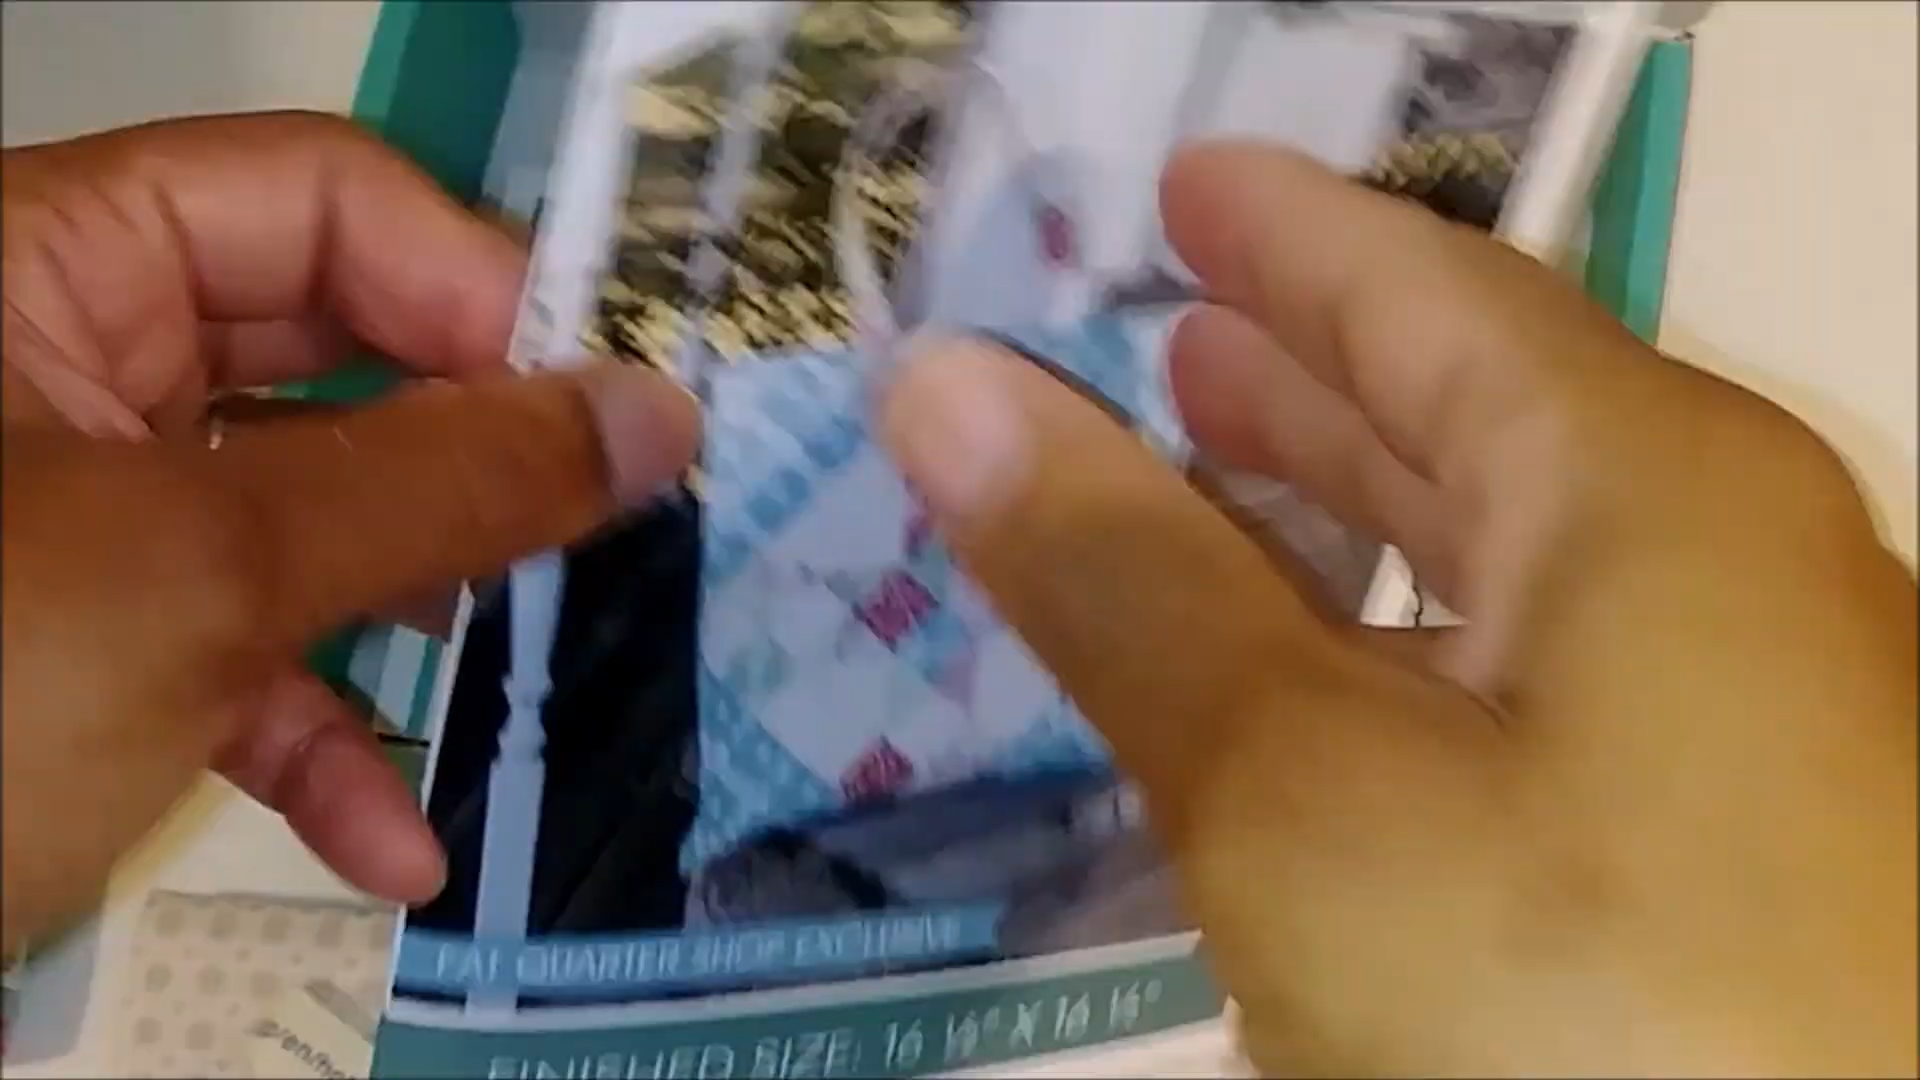 FAT QUARTER SHOP EXCLUSIVE
FINISHED SIZE: 16 ½" X 16 ½"